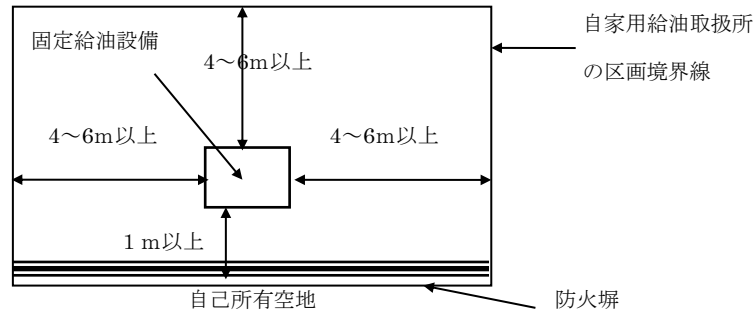 固定給油設備
自家用給油取扱所
の区画境界線
4~6m以上
4~6m以上
4~6m以上
1 m以上
自己所有空地
防火塀